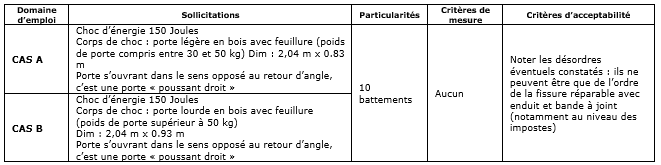 Domaine d'emploi
Sollicitations
Particularités
Critères de mesure
Critères d'acceptabilité
CAS A
Choc d'énergie 150 Joules
Corps de choc : porte légère en bois avec feuillure (poids
de porte compris entre 30 et 50 kg) Dim : 2,04 m x 0.83
m
Porte s'ouvrant dans le sens opposé au retour d'angle,
c'est une porte « poussant droit »
CAS B
Choc d'énergie 150 Joules
Corps de choc : porte lourde en bois avec feuillure
(poids de porte supérieur à 50 kg)
Dim : 2,04 m x 0.93 m
Porte s'ouvrant dans le sens opposé au retour d'angle,
c'est une porte « poussant droit »
10
battements
Aucun
Noter les désordres
éventuels constatés : ils ne
peuvent être que de l'ordre
de la fissure réparable avec
enduit et bande à joint
(notamment au niveau des
impostes)